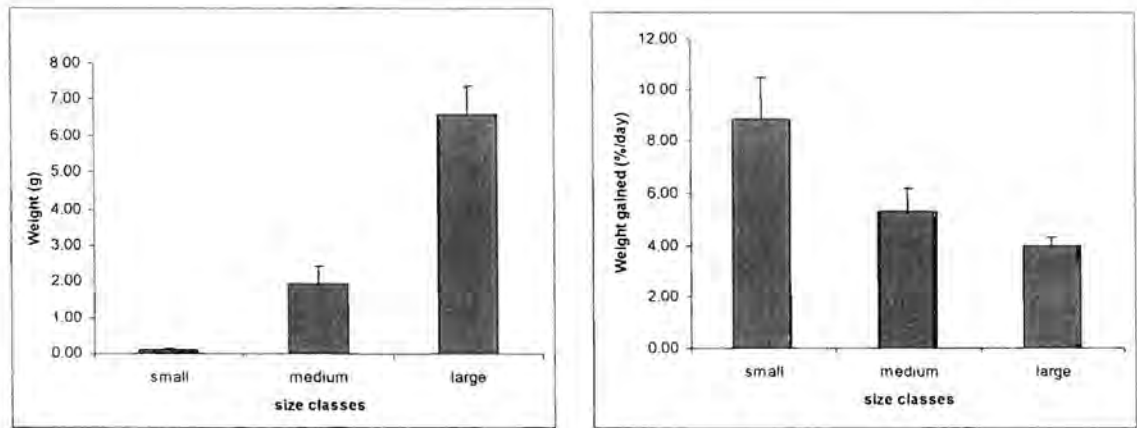 8.00
7.00
6.00
5.00
4.00
3.00
2.00
1.00
0.00
Weight (g)
small medium large
size classes
12.00
10.00
8.00
6.00
4.00
2.00
0.00
Weight gained (%/day)
small medium large
size classes